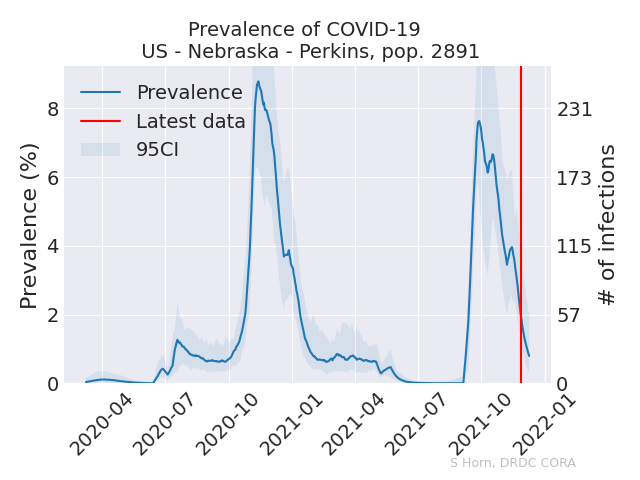 Prevalence of COVID-19
US - Nebraska - Perkins, pop. 2891
Prevalence
Latest data
95CI
Prevalence (%)
8
6
4
2
0
231
173
115
57
0
# of infections
2020-04
2020-07
2020-10
2021-01
2021-04
2021-07
2021-10
2022-01
S Horn, DRDC CORA